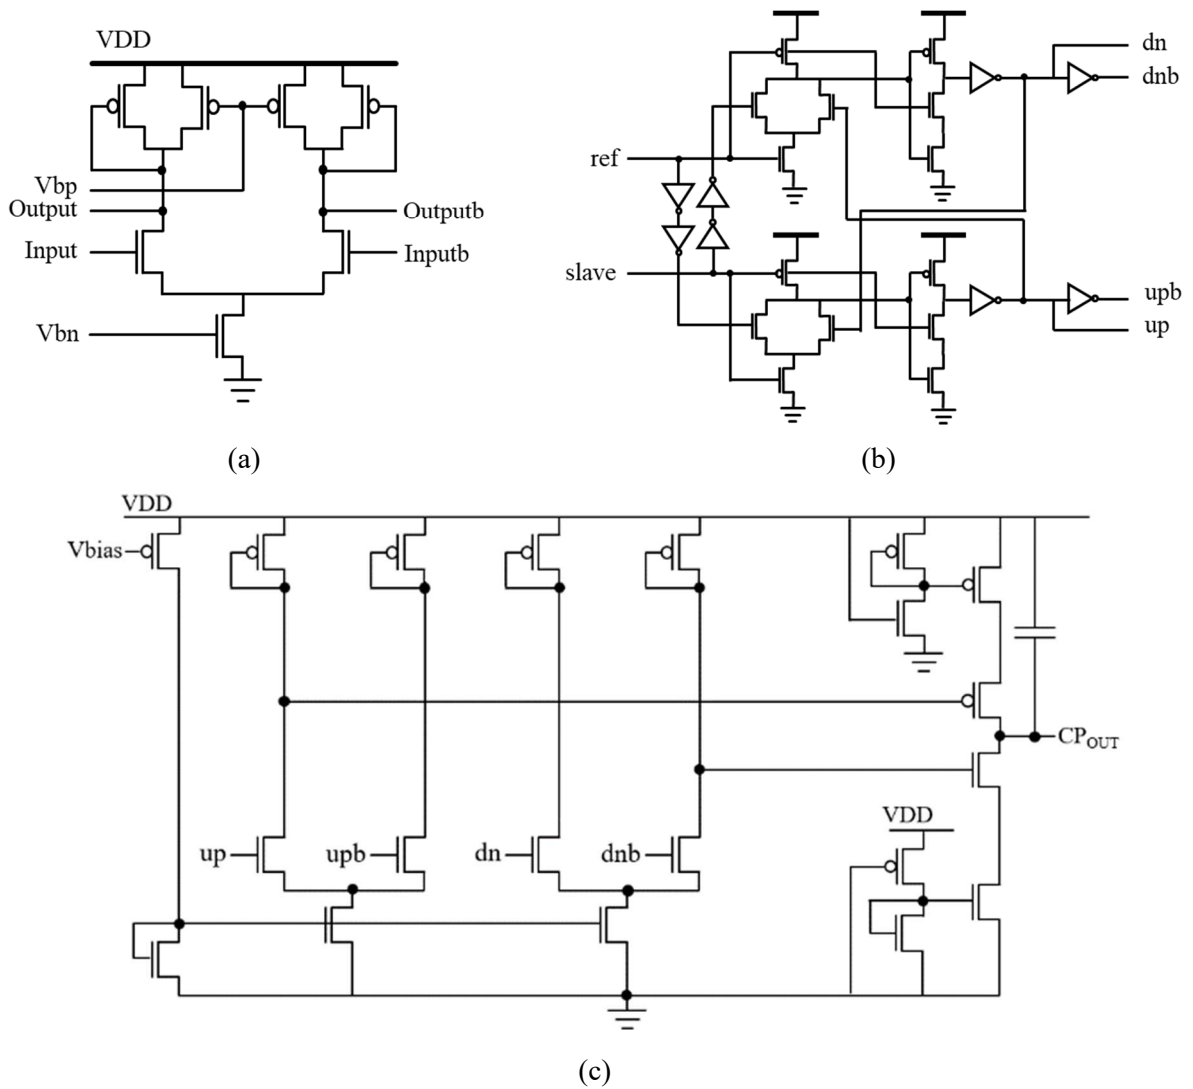 VDD
Vbp
Output
Outputb
Input
Inputb
Vbn
(a)
dn
dnb
ref
slave
upb
up
(b)
VDD
Vbias
CPOUT
VDD
up
upb
dn
dnb
(c)